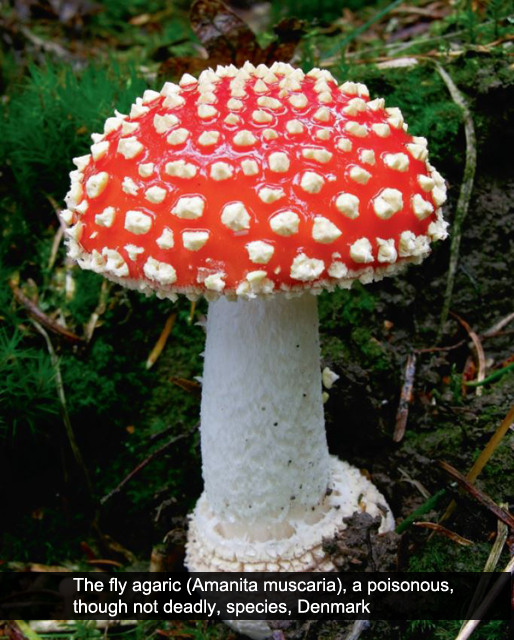 The fly agaric (Amanita muscaria), a poisonous,
though not deadly, species, Denmark